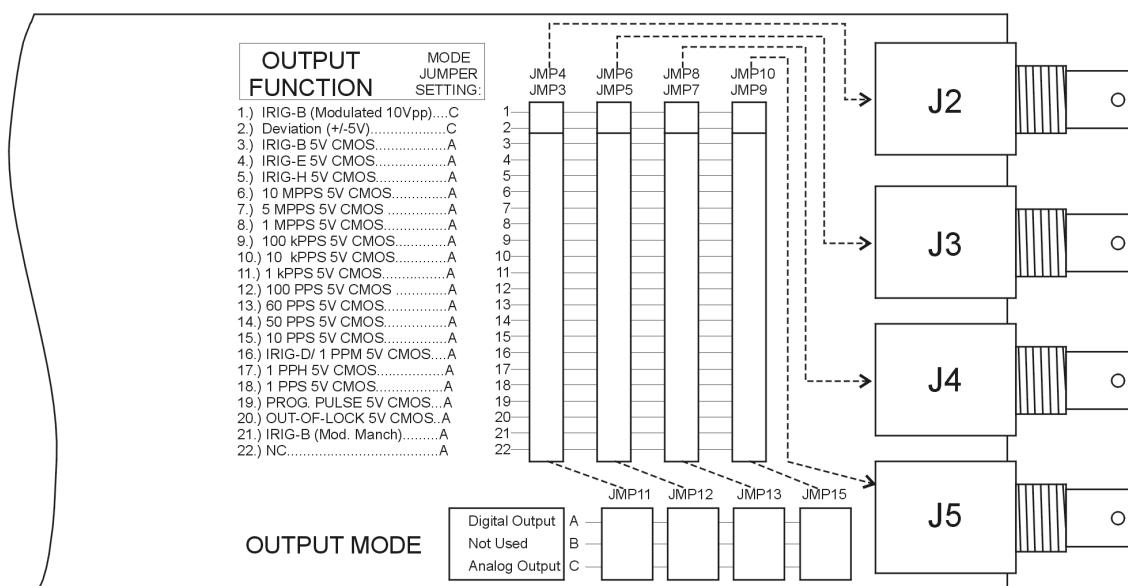 OUTPUT FUNCTION
MODE JUMPER SETTING:
1.) IRIG-B (Modulated 10Vpp)....C
2.) Deviation (+/-5V)..................C
3.) IRIG-B 5V CMOS.................A
4.) IRIG-E 5V CMOS.................A
5.) IRIG-H 5V CMOS.................A
6.) 10 MPPS 5V CMOS..............A
7.) 5 MPPS 5V CMOS ...............A
8.) 1 MPPS 5V CMOS................A
9.) 100 kPPS 5V CMOS.............A
10.) 10 kPPS 5V CMOS.............A
11.) 1 kPPS 5V CMOS................A
12.) 100 PPS 5V CMOS .............A
13.) 60 PPS 5V CMOS................A
14.) 50 PPS 5V CMOS................A
15.) 10 PPS 5V CMOS................A
16.) IRIG-D/ 1 PPM 5V CMOS....A
17.) 1 PPH 5V CMOS.................A
18.) 1 PPS 5V CMOS.................A
19.) PROG. PULSE 5V CMOS...A
20.) OUT-OF-LOCK 5V CMOS..A
21.) IRIG-B (Mod. Manch).........A
22.) NC....................................A
JMP4 JMP6 JMP8 JMP10
JMP3 JMP5 JMP7 JMP9
1
2
3
4
5
6
7
8
9
10
11
12
13
14
15
16
17
18
19
20
21
22
JMP11 JMP12 JMP13 JMP15
OUTPUT MODE
Digital Output A
Not Used B
Analog Output C
J2
J3
J4
J5